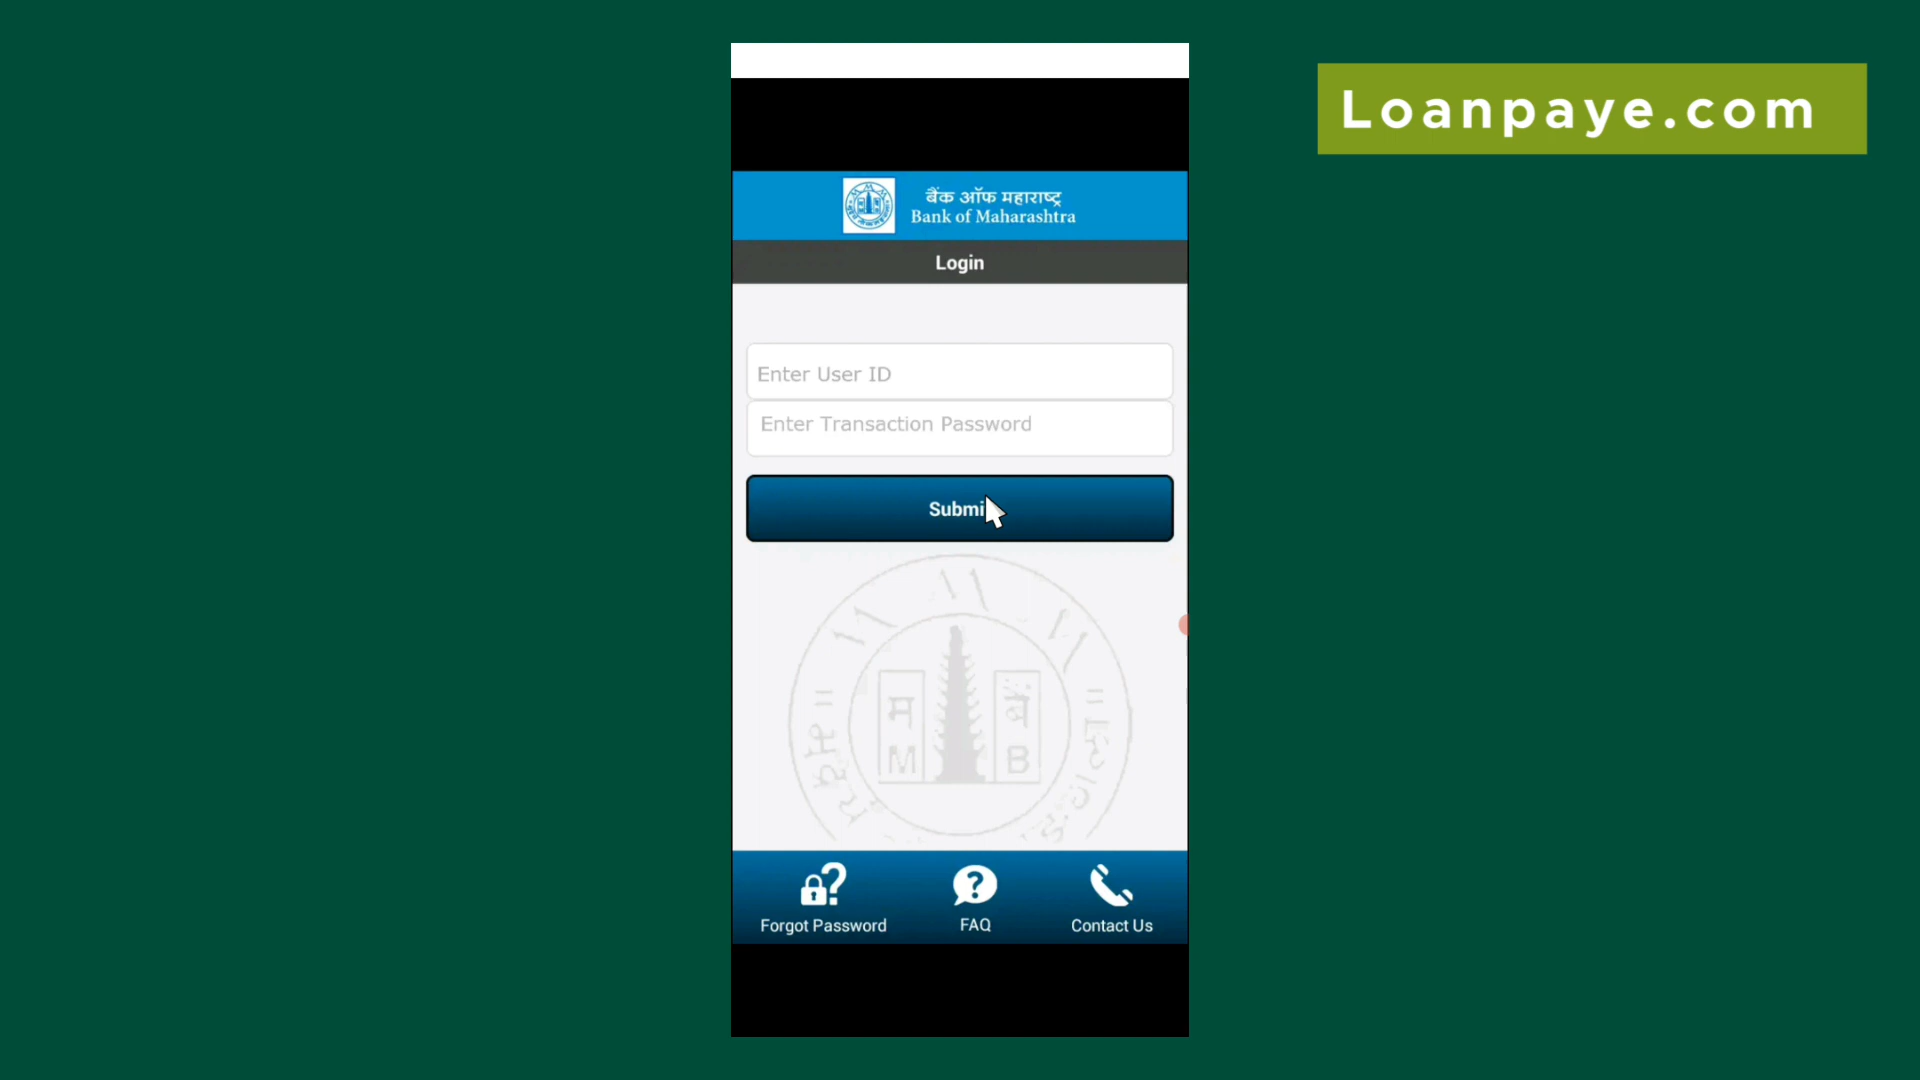 Loanpaye.com
बैंक ऑफ महाराष्ट्र
Bank of Maharashtra
Login
Enter User ID
Enter Transaction Password
Submi
म
बैं
M
B
Forgot Password
FAQ
Contact Us